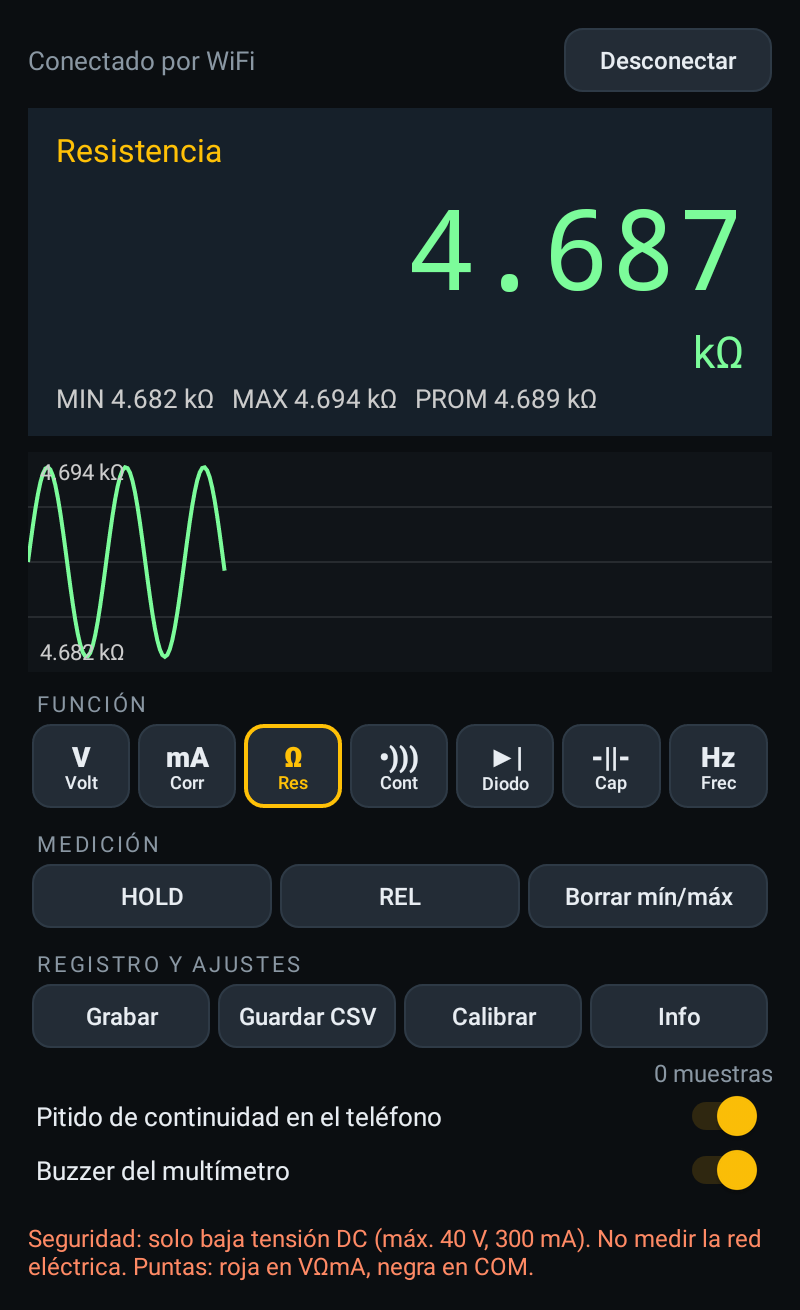 Conectado por WiFi
Desconectar
Resistencia
4.687
kΩ
MIN 4.682 kΩ MAX 4.694 kΩ PROM 4.689 kΩ
4.694 kΩ
4.682 kΩ
FUNCIÓN
V mA Ω •))) ►| -||- Hz
Volt Corr Res Cont Diodo Cap Frec
MEDICIÓN
HOLD REL Borrar mín/máx
REGISTRO Y AJUSTES
Grabar Guardar CSV Calibrar Info
0 muestras
Pitido de continuidad en el teléfono
Buzzer del multímetro
Seguridad: solo baja tensión DC (máx. 40 V, 300 mA). No medir la red
eléctrica. Puntas: roja en VΩmA, negra en COM.